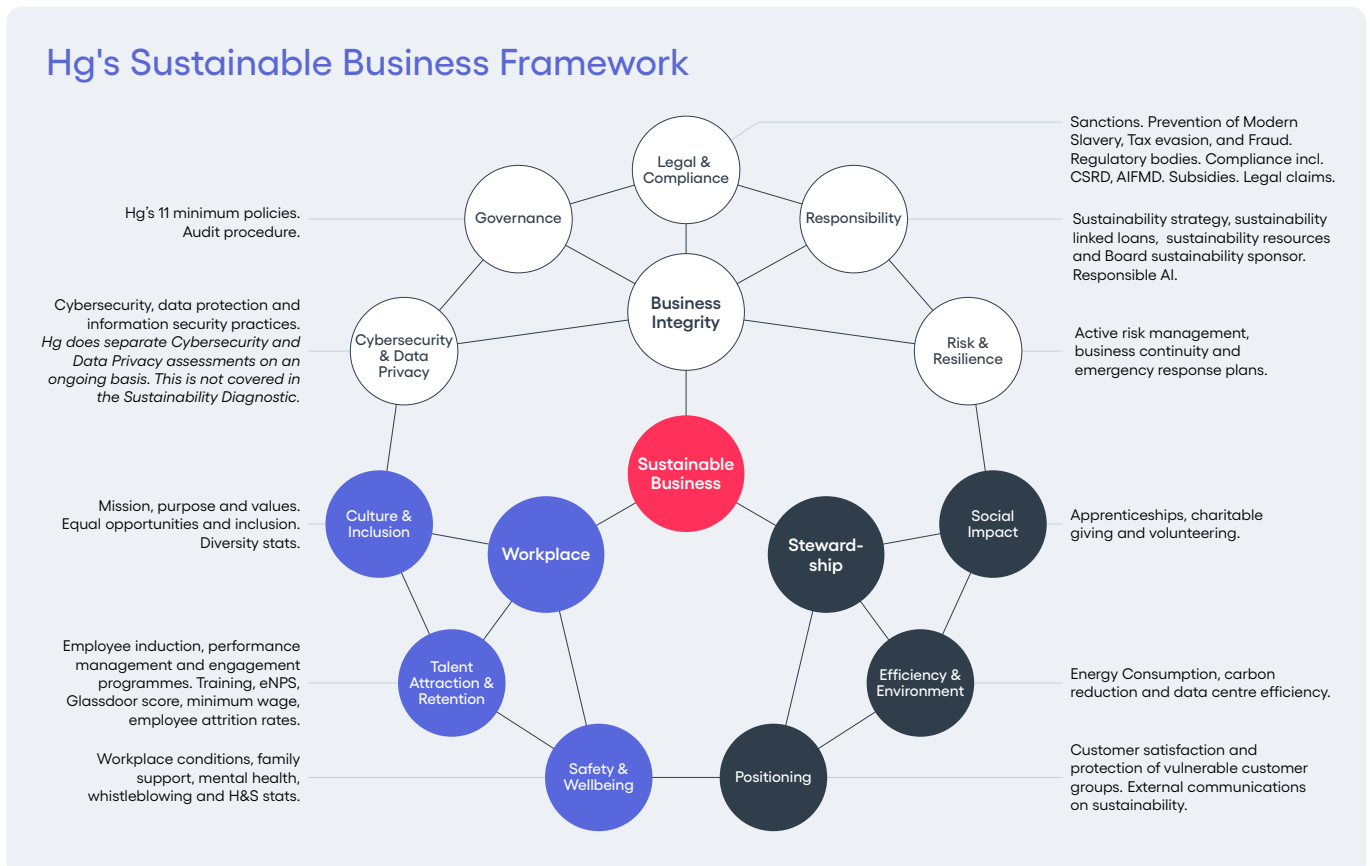 Hg's Sustainable Business Framework
Legal &
Compliance
Sanctions. Prevention of Modern
Slavery, Tax evasion, and Fraud.
Regulatory bodies. Compliance incl.
CSRD, AIFMD. Subsidies. Legal claims.
Hg’s 11 minimum policies.
Audit procedure.
Governance
Responsibility
Sustainability strategy, sustainability
linked loans,  sustainability resources
and Board sustainability sponsor.
Responsible AI.
Business
Integrity
Cybersecurity, data protection and
information security practices.
Hg does separate Cybersecurity and
Data Privacy assessments on an
ongoing basis. This is not covered in
the Sustainability Diagnostic.
Cybersecurity
& Data
Privacy
Risk &
Resilience
Active risk management,
business continuity and
emergency response plans.
Sustainable
Business
Mission, purpose and values.
Equal opportunities and inclusion.
Diversity stats.
Culture &
Inclusion
Workplace
Steward-
ship
Social
Impact
Apprenticeships, charitable
giving and volunteering.
Employee induction, performance
management and engagement
programmes. Training, eNPS,
Glassdoor score, minimum wage,
employee attrition rates.
Talent
Attraction &
Retention
Efficiency &
Environment
Energy Consumption, carbon
reduction and data centre efficiency.
Workplace conditions, family
support, mental health,
whistleblowing and H&S stats.
Safety &
Wellbeing
Positioning
Customer satisfaction and
protection of vulnerable customer
groups. External communications
on sustainability.